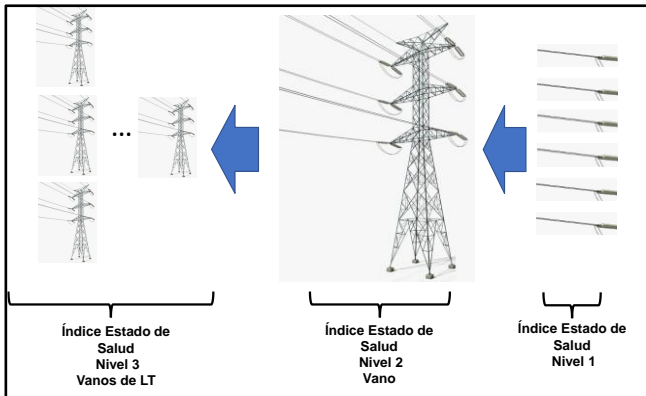 ...
Índice Estado de
Salud
Nivel 3
Vanos de LT
Índice Estado de
Salud
Nivel 2
Vano
Índice Estado de
Salud
Nivel 1